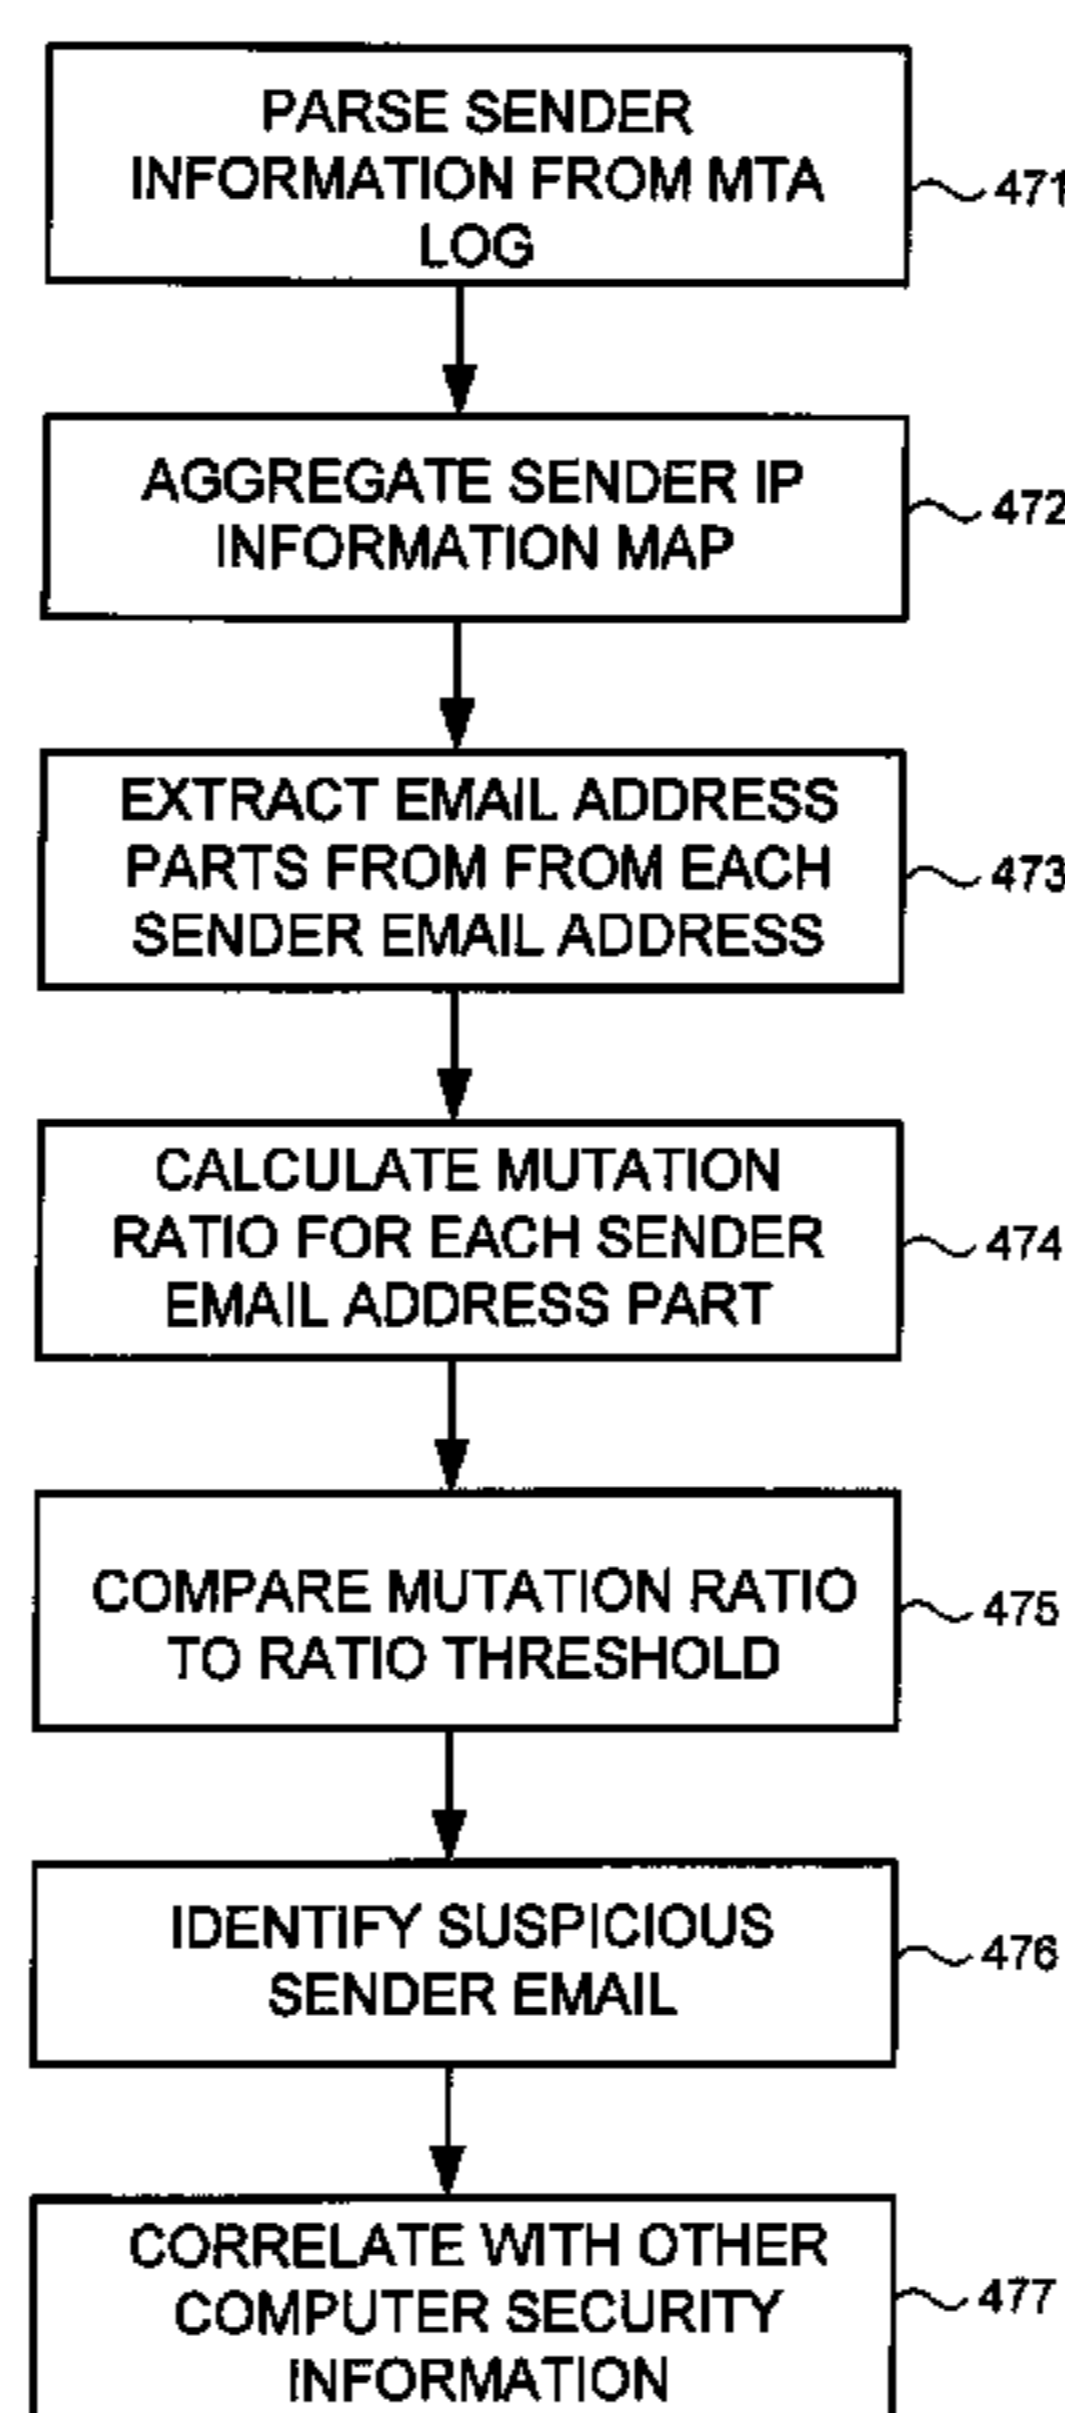 PARSE SENDER
INFORMATION FROM MTA
LOG
471
AGGREGATE SENDER IP
INFORMATION MAP
472
EXTRACT EMAIL ADDRESS
PARTS FROM FROM EACH
SENDER EMAIL ADDRESS
473
CALCULATE MUTATION
RATIO FOR EACH SENDER
EMAIL ADDRESS PART
474
COMPARE MUTATION RATIO
TO RATIO THRESHOLD
475
IDENTIFY SUSPICIOUS
SENDER EMAIL
476
CORRELATE WITH OTHER
COMPUTER SECURITY
INFORMATION
477